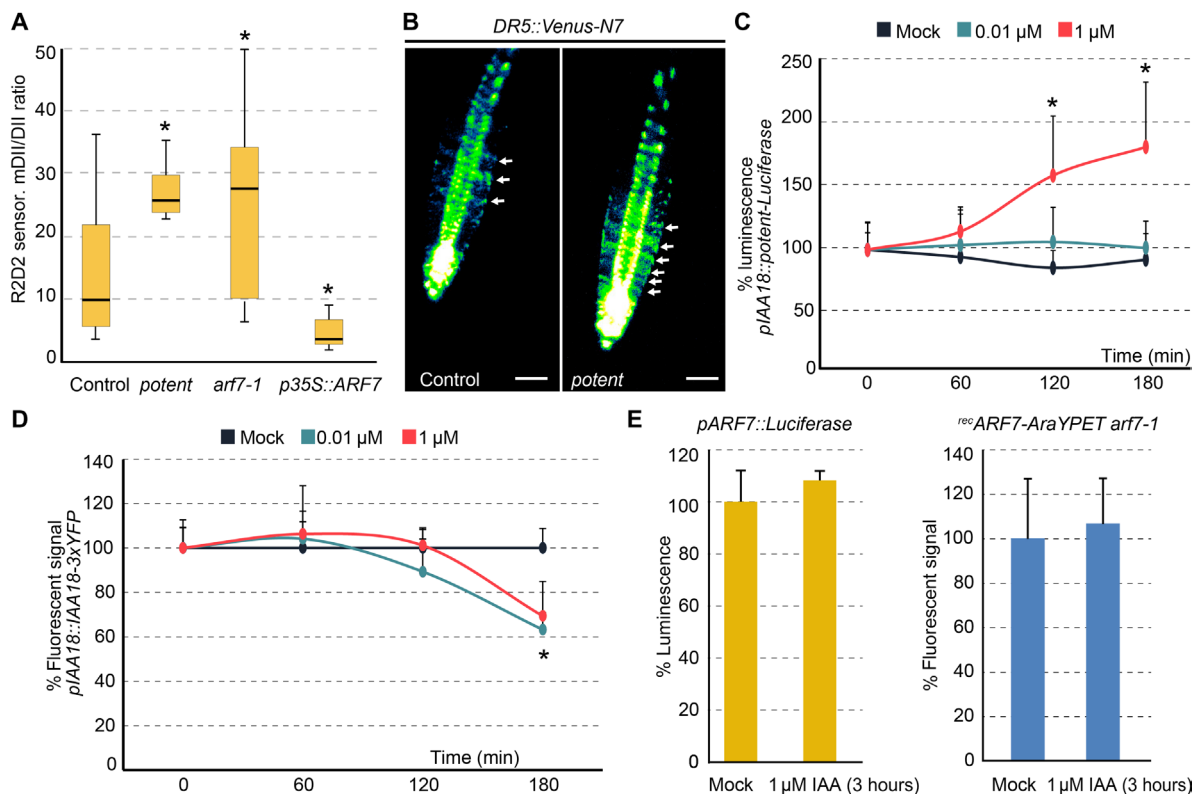 A
R2D2 sensor. mDII/DII ratio
50
40
30
20
10
0
*
*
*
Control
potent
arf7-1
p35S::ARF7
B
DR5::Venus-N7
Control
potent
C
Mock
0.01 µM
1 µM
% luminescence
pIAA18::potent-Luciferase
250
200
150
100
50
0
*
*
Time (min)
0
60
120
180
D
Mock
0.01 µM
1 µM
% Fluorescent signal
pIAA18::IAA18-3xYFP
140
120
100
80
60
40
20
0
*
Time (min)
0
60
120
180
E
pARF7::Luciferase
% Luminescence
120
100
80
60
40
20
0
Mock
1 µM IAA (3 hours)
recARF7-AraYPET arf7-1
% Fluorescent signal
140
120
100
80
60
40
20
0
Mock
1 µM IAA (3 hours)